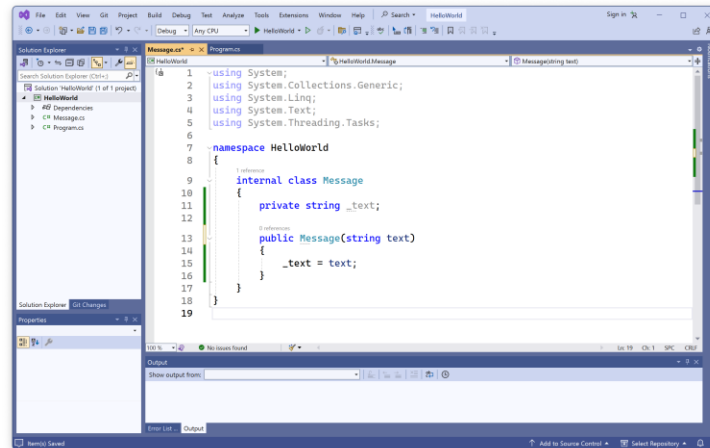 File Edit View Git Project Build Debug Test Analyze Tools Extensions Window Help Search HelloWorld Sign in
Debug Any CPU HelloWorld
Solution Explorer
Search Solution Explorer (Ctrl+;)
Solution 'HelloWorld' (1 of 1 project)
HelloWorld
Dependencies
C# Message.cs
C# Program.cs
Solution Explorer Git Changes
Properties
Message.cs* Program.cs
HelloWorld HelloWorld.Message Message(string text)
1 using System;
2 using System.Collections.Generic;
3 using System.Linq;
4 using System.Text;
5 using System.Threading.Tasks;
6
7 namespace HelloWorld
8 {
1 reference
9 internal class Message
10 {
11 private string _text;
12
0 references
13 public Message(string text)
14 {
15 _text = text;
16 }
17 }
18 }
19
100 % No issues found Ln: 19 Ch: 1 SPC CRLF
Output
Show output from:
Error List ... Output
Item(s) Saved Add to Source Control Select Repository